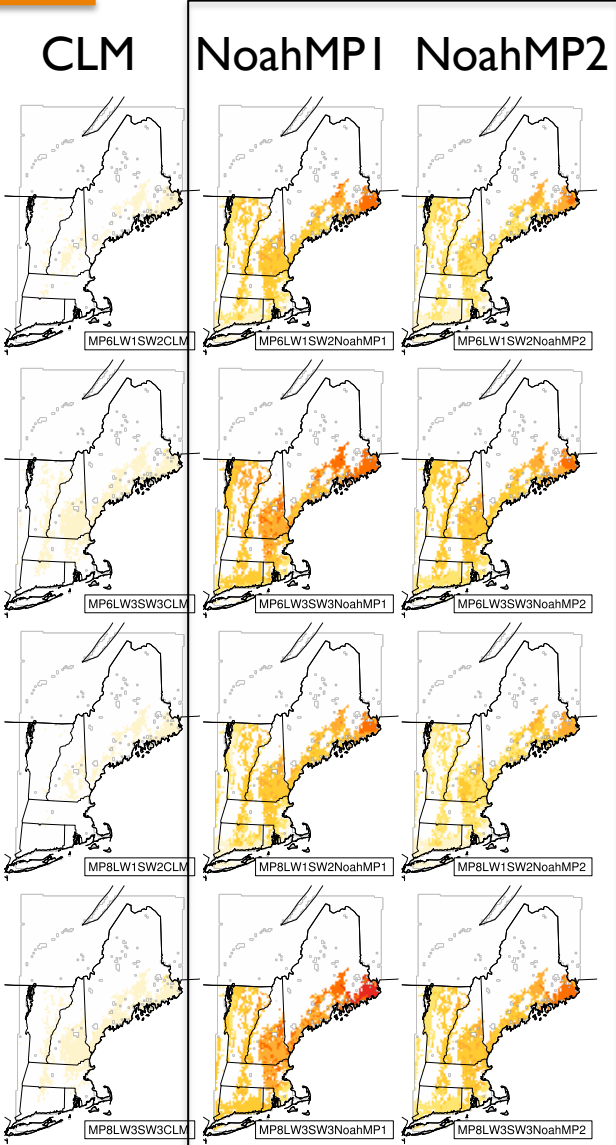 CLM NoahMP1 NoahMP2
MP6LW1SW2CLM MP6LW1SW2NoahMP1 MP6LW1SW2NoahMP2
MP6LW3SW3CLM MP6LW3SW3NoahMP1 MP6LW3SW3NoahMP2
MP8LW1SW2CLM MP8LW1SW2NoahMP1 MP8LW1SW2NoahMP2
MP8LW3SW3CLM MP8LW3SW3NoahMP1 MP8LW3SW3NoahMP2